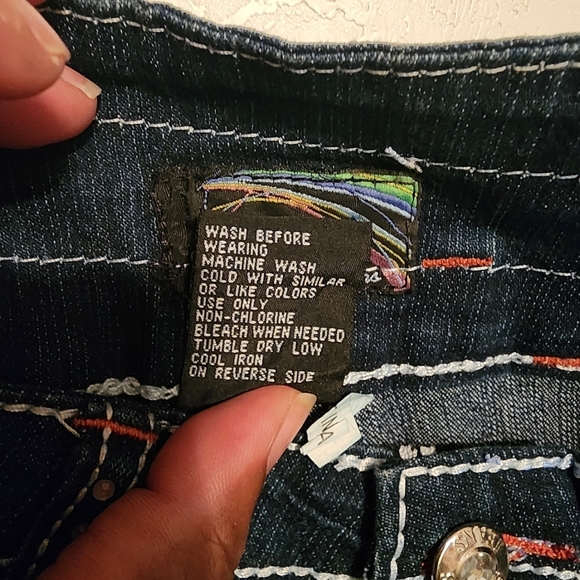 WASH BEFORE
WEARING
MACHINE WASH
COLD WITH SIMILAR
OR LIKE COLORS
USE ONLY
NON-CHLORINE
BLEACH WHEN NEEDED
TUMBLE DRY LOW
COOL IRON
ON REVERSE SIDE